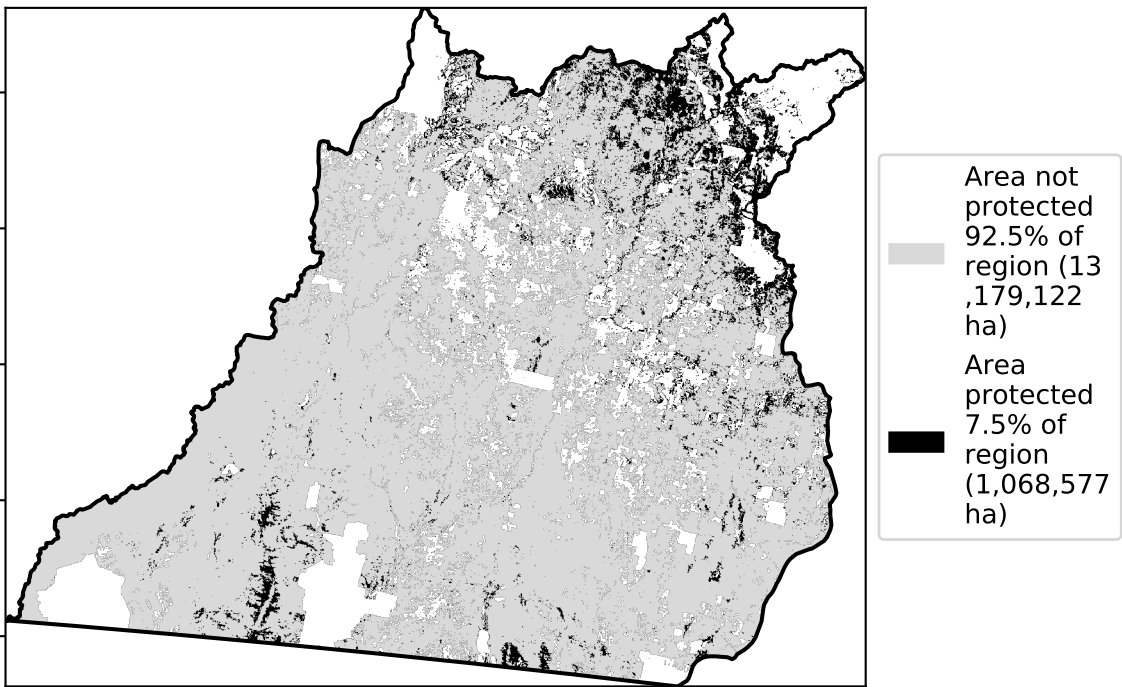 Area not
protected
92.5% of
region (13
,179,122
ha)
Area
protected
7.5% of
region
(1,068,577
ha)